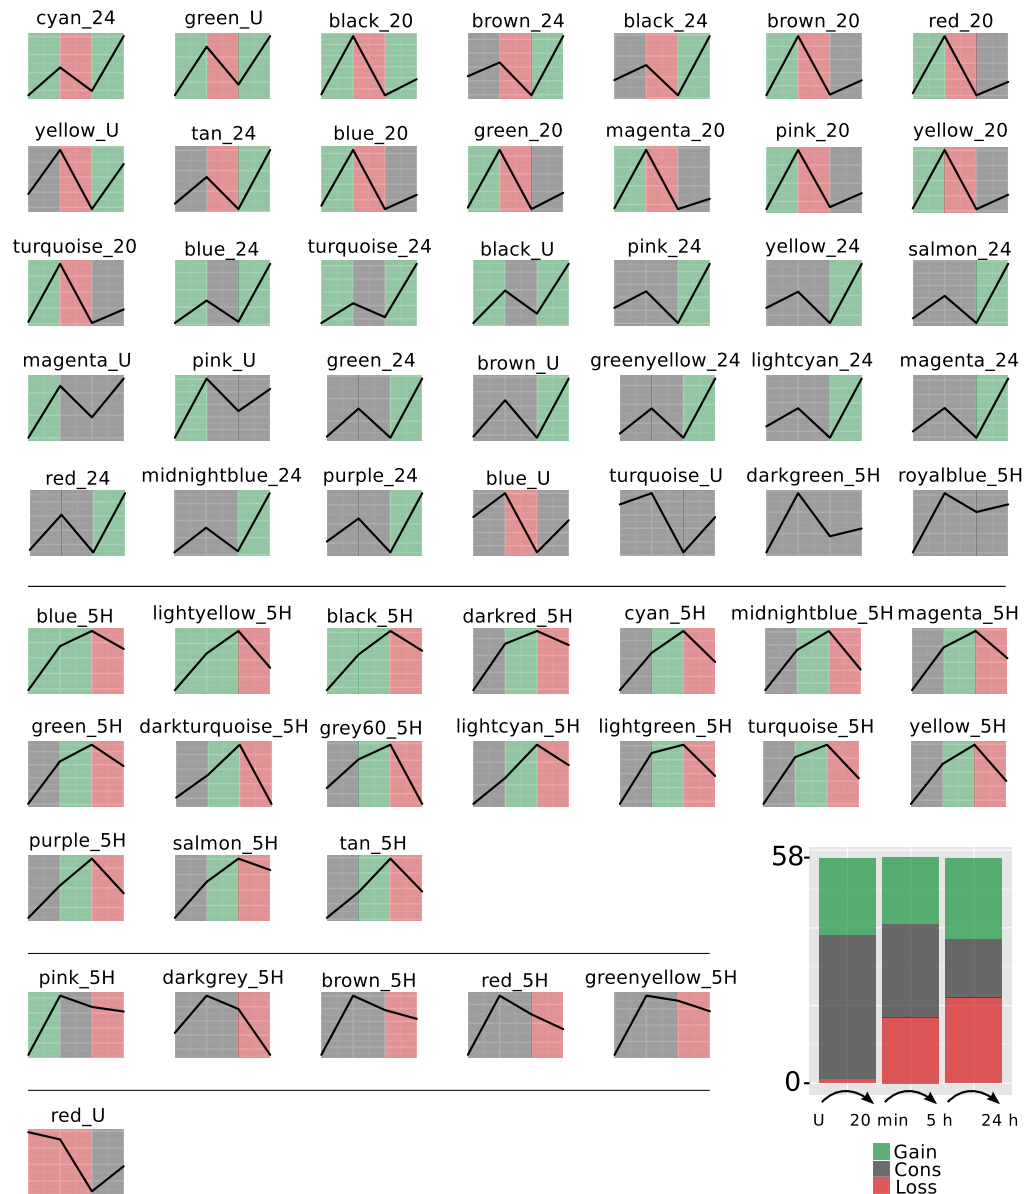 cyan_24 green_U black_20 brown_24 black_24 brown_20 red_20
yellow_U tan_24 blue_20 green_20 magenta_20 pink_20 yellow_20
turquoise_20 blue_24 turquoise_24 black_U pink_24 yellow_24 salmon_24
magenta_U pink_U green_24 brown_U greenyellow_24 lightcyan_24 magenta_24
red_24 midnightblue_24 purple_24 blue_U turquoise_U darkgreen_5H royalblue_5H
blue_5H lightyellow_5H black_5H darkred_5H cyan_5H midnightblue_5H magenta_5H
green_5H darkturquoise_5H grey60_5H lightcyan_5H lightgreen_5H turquoise_5H yellow_5H
purple_5H salmon_5H tan_5H
58
pink_5H darkgrey_5H brown_5H red_5H greenyellow_5H
0
U 20 min 5 h 24 h
red_U
Gain
Cons
Loss